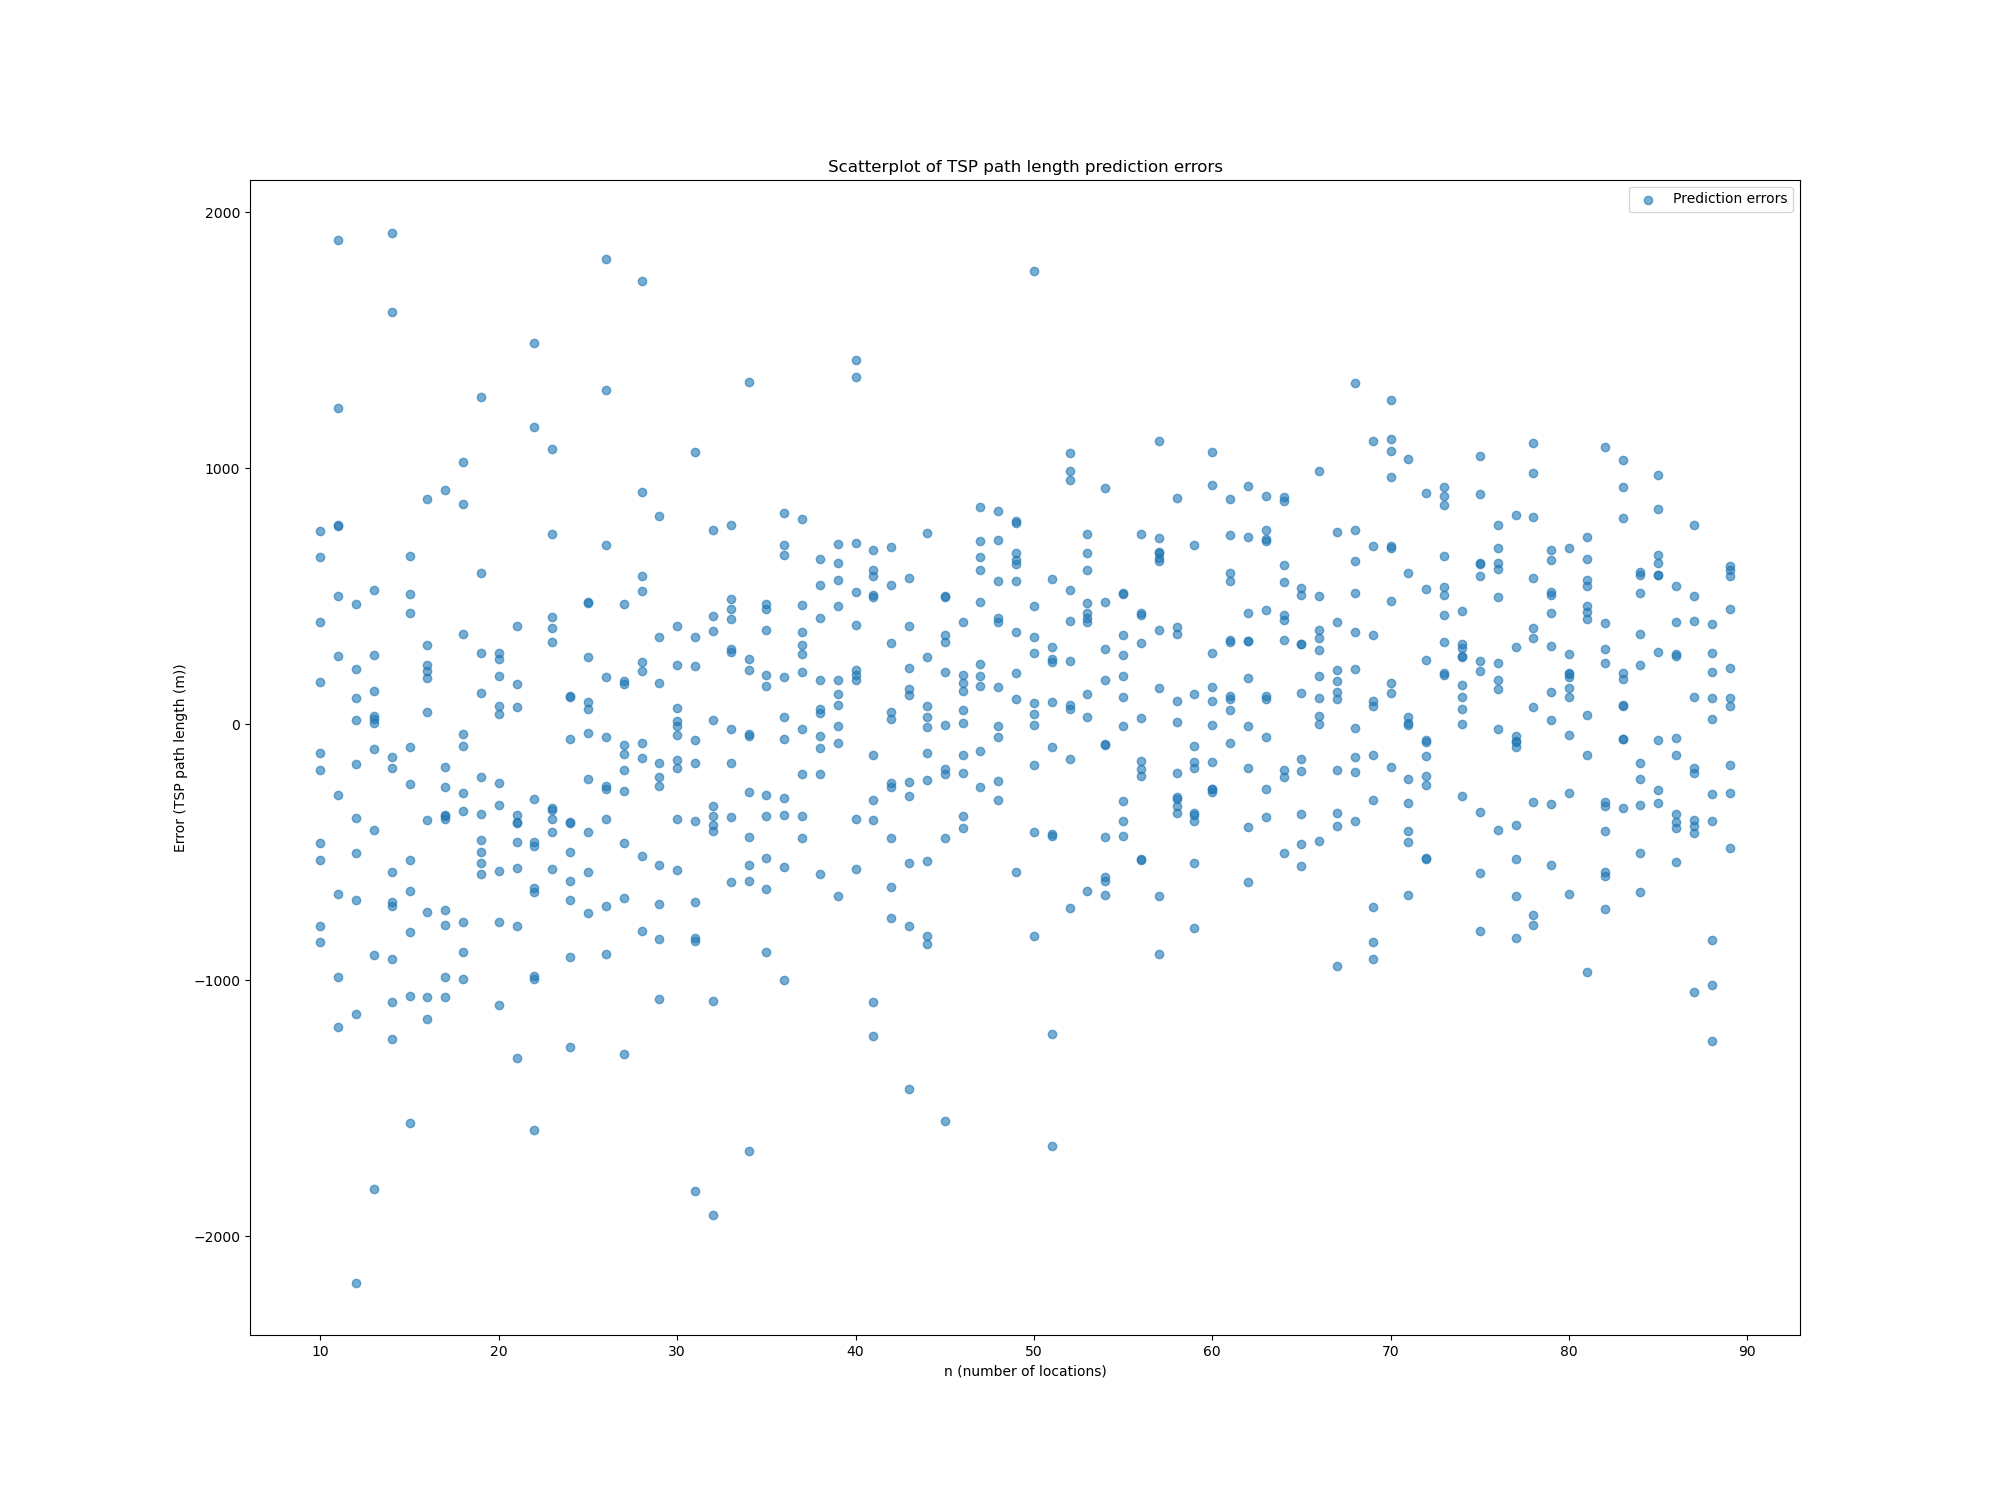 Scatterplot of TSP path length prediction errors
Prediction errors
2000
1000
0
−1000
−2000
Error (TSP path length (m))
10 20 30 40 50 60 70 80 90
n (number of locations)